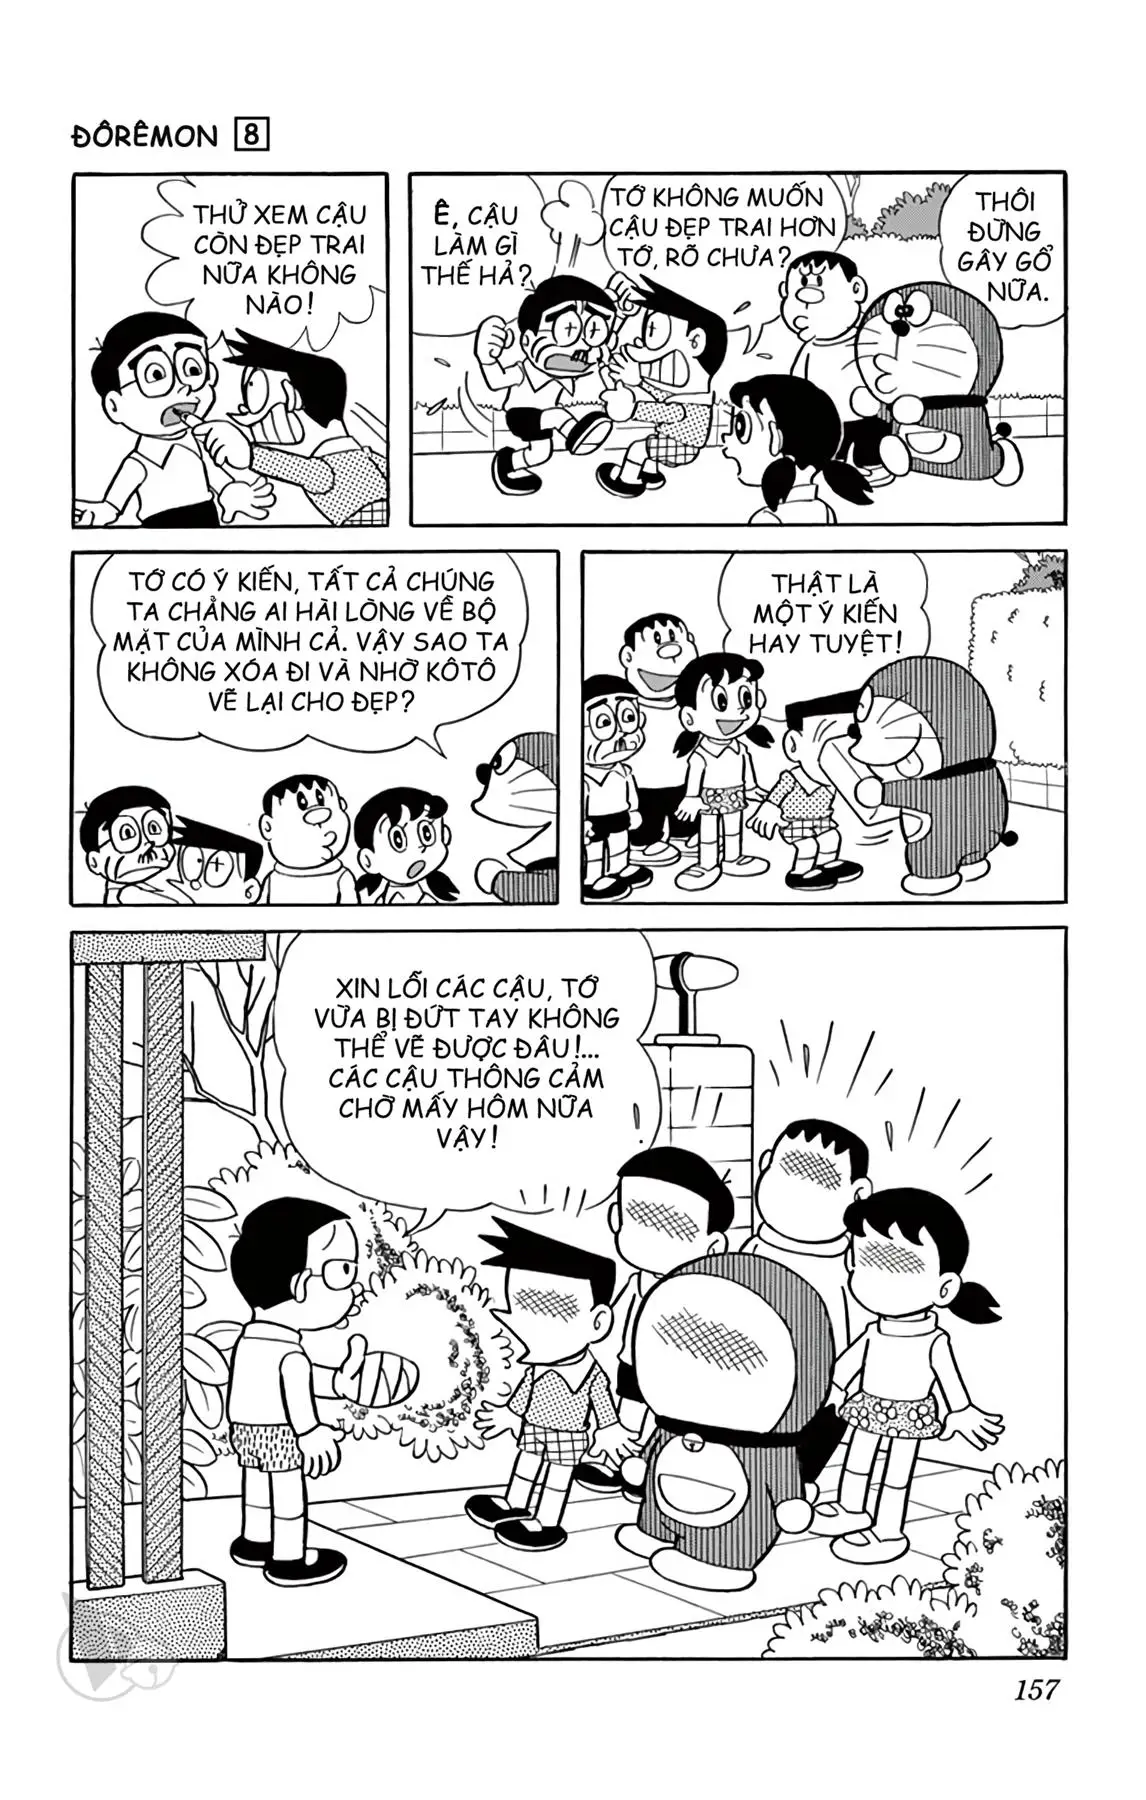 ĐÔRÊMON 8
THỬ XEM CẬU
CÒN ĐẸP TRAI
NỮA KHÔNG
NÀO!
Ê, CẬU
LÀM GÌ
THẾ HẢ?
TỚ KHÔNG MUỐN
CẬU ĐẸP TRAI HƠN
TỚ, RÕ CHƯA?
THÔI
ĐỪNG
GÂY GỔ
NỮA.
TỚ CÓ Ý KIẾN, TẤT CẢ CHÚNG
TA CHẲNG AI HÀI LÒNG VỀ BỘ
MẶT CỦA MÌNH CẢ. VẬY SAO TA
KHÔNG XÓA ĐI VÀ NHỜ KÔTÔ
VẼ LẠI CHO ĐẸP?
THẬT LÀ
MỘT Ý KIẾN
HAY TUYỆT!
XIN LỖI CÁC CẬU, TỚ
VỪA BỊ ĐỨT TAY KHÔNG
THỂ VẼ ĐƯỢC ĐÂU!...
CÁC CẬU THÔNG CẢM
CHỜ MẤY HÔM NỮA
VẬY!
157